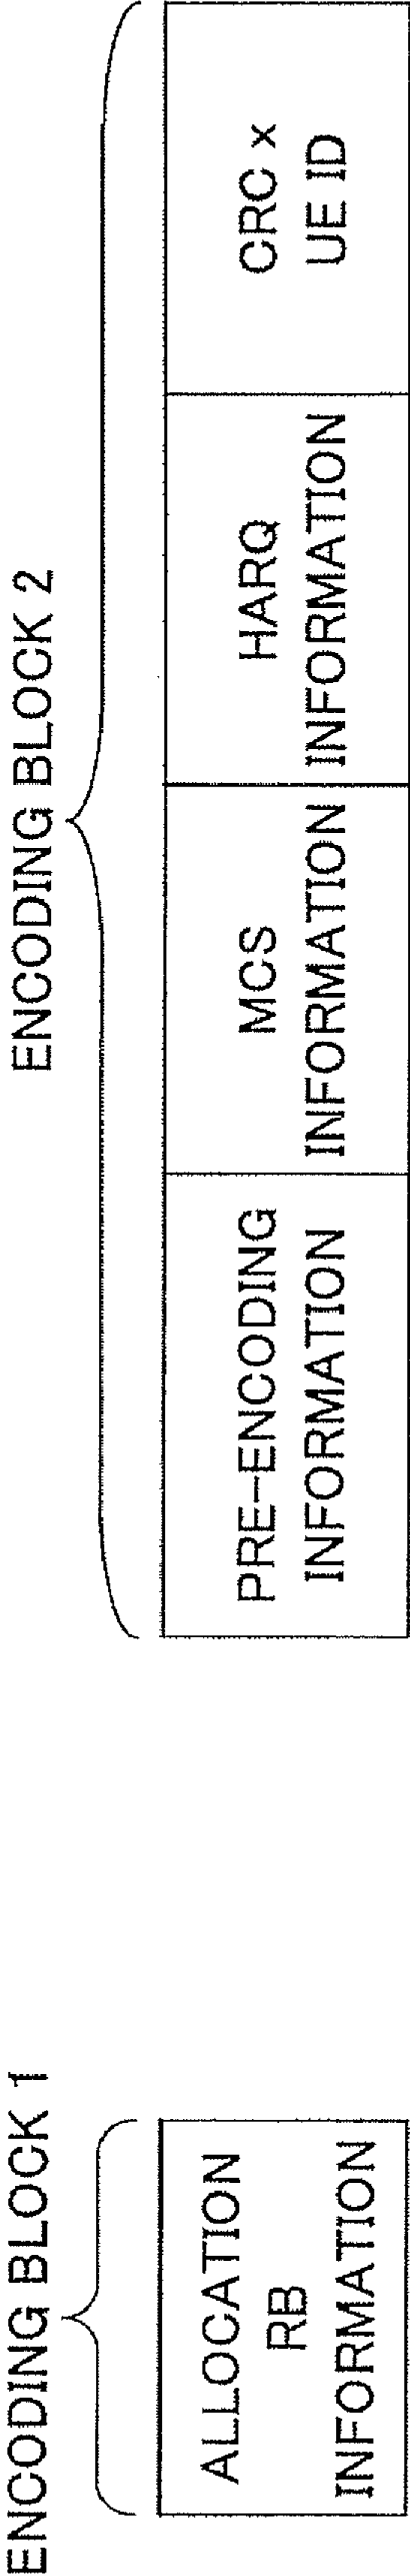 ENCODING BLOCK 1
ALLOCATION
RB
INFORMATION
ENCODING BLOCK 2
PRE-ENCODING
INFORMATION
MCS
INFORMATION
HARQ
INFORMATION
CRC x
UE ID